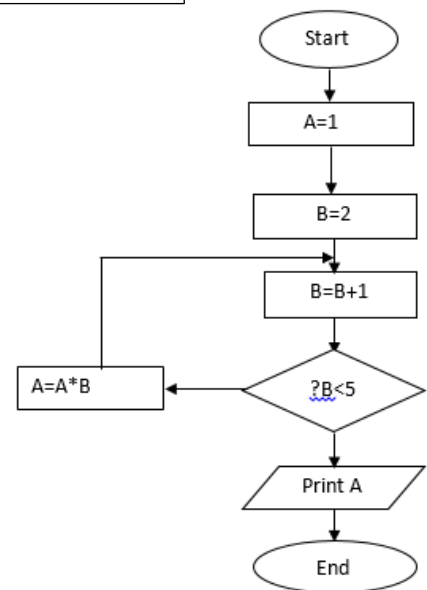 Start
A=1
B=2
B=B+1
?B<5
A=A*B
Print A
End